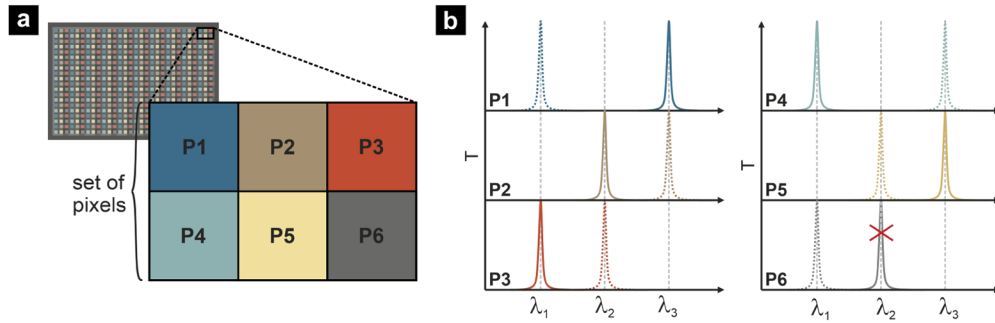 a
P1 P2 P3
P4 P5 P6
set of
pixels
b
T
P1
P2
P3
λ₁ λ₂ λ₃
T
P4
P5
P6
λ₁ λ₂ λ₃